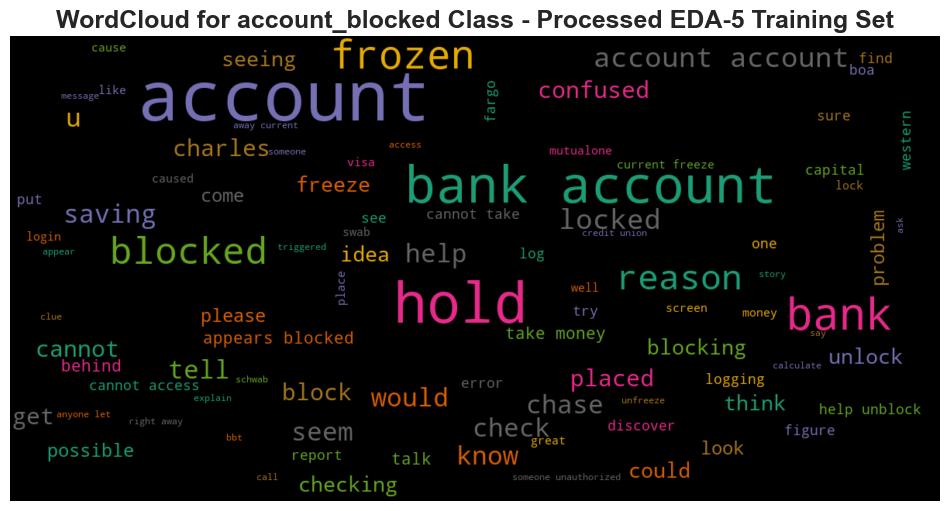 WordCloud for account_blocked Class - Processed EDA-5 Training Set
cause
seeing
frozen
account account
find
boa
message
like
account
fargo
confused
u
away current
someone
sure
western
charles
access
mutualone
visa
current freeze
capital
lock
caused
come
freeze
bank account
put
saving
see
cannot take
locked
ask
login
swab
credit union
problem
appear
blocked
triggered
idea
help
log
one
place
hold
reason
well
story
clue
please
try
screen
money
bank
say
appears blocked
take money
cannot
blocking
unlock
behind
tell
calculate
cannot access
schwab
error
placed
logging
explain
block
would
chase
unfreeze
think
help unblock
get
anyone let
right away
seem
check
great
discover
figure
bbt
possible
report
talk
know
look
call
checking
someone unauthorized
could